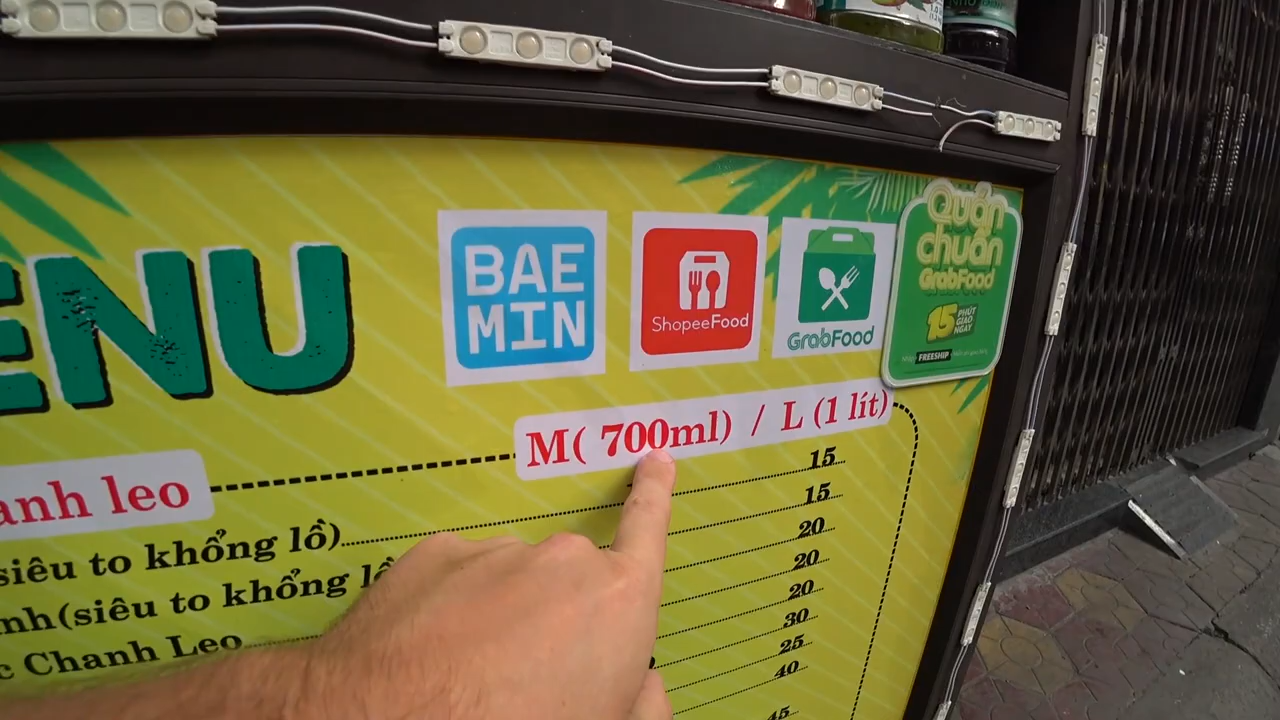 ENU
BAE
MIN
ShopeeFood
GrabFood
Quán
chuẩn
GrabFood
15 PHÚT
GIAO
NGAY
FREESHIP
M( 700ml) / L (1 lít)
anh leo
15
siêu to khổng lồ)
15
nh(siêu to khổng lồ
20
c Chanh Leo
20
20
30
25
40
45